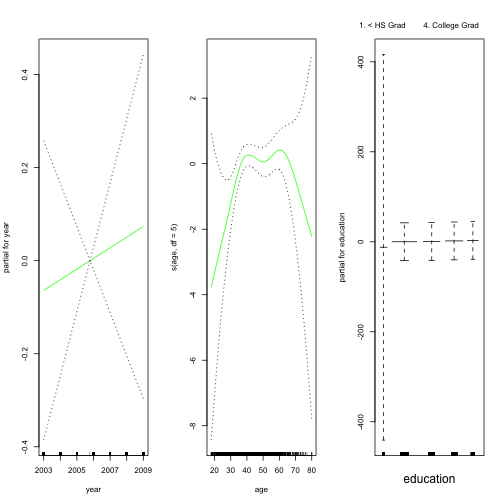 1. < HS Grad 4. College Grad
partial for year
0.4
0.2
0.0
-0.2
-0.4
2003 2005 2007 2009
year
s(age, df = 5)
2
0
-2
-4
-6
-8
20 30 40 50 60 70 80
age
partial for education
400
200
0
-200
-400
education